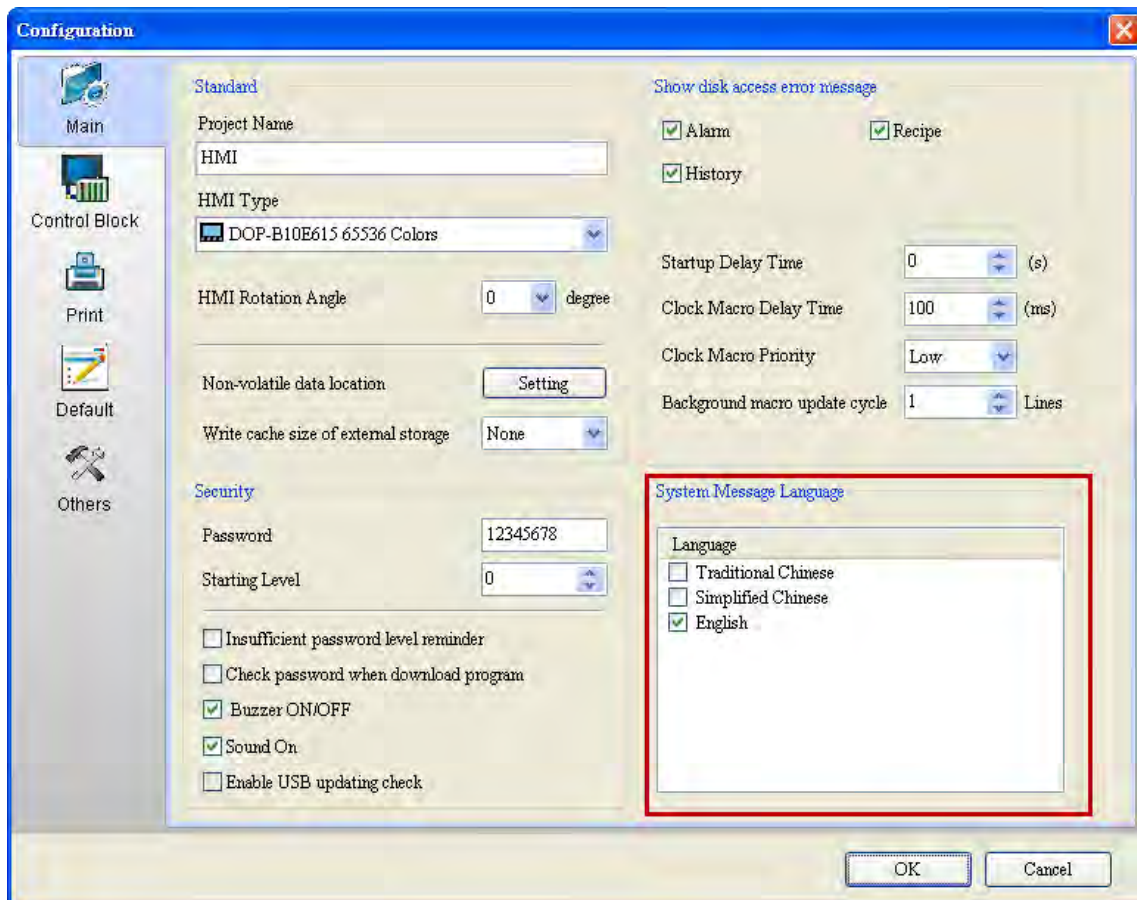 Configuration
Main
Control Block
Print
Default
Others
Standard
Project Name
HMI
HMI Type
DOP-B10E615 65536 Colors
HMI Rotation Angle 0 degree
Non-volatile data location Setting
Write cache size of external storage None
Security
Password 12345678
Starting Level 0
Insufficient password level reminder
Check password when download program
Buzzer ON/OFF
Sound On
Enable USB updating check
Show disk access error message
Alarm Recipe
History
Startup Delay Time 0 (s)
Clock Macro Delay Time 100 (ms)
Clock Macro Priority Low
Background macro update cycle 1 Lines
System Message Language
Language
Traditional Chinese
Simplified Chinese
English
OK Cancel